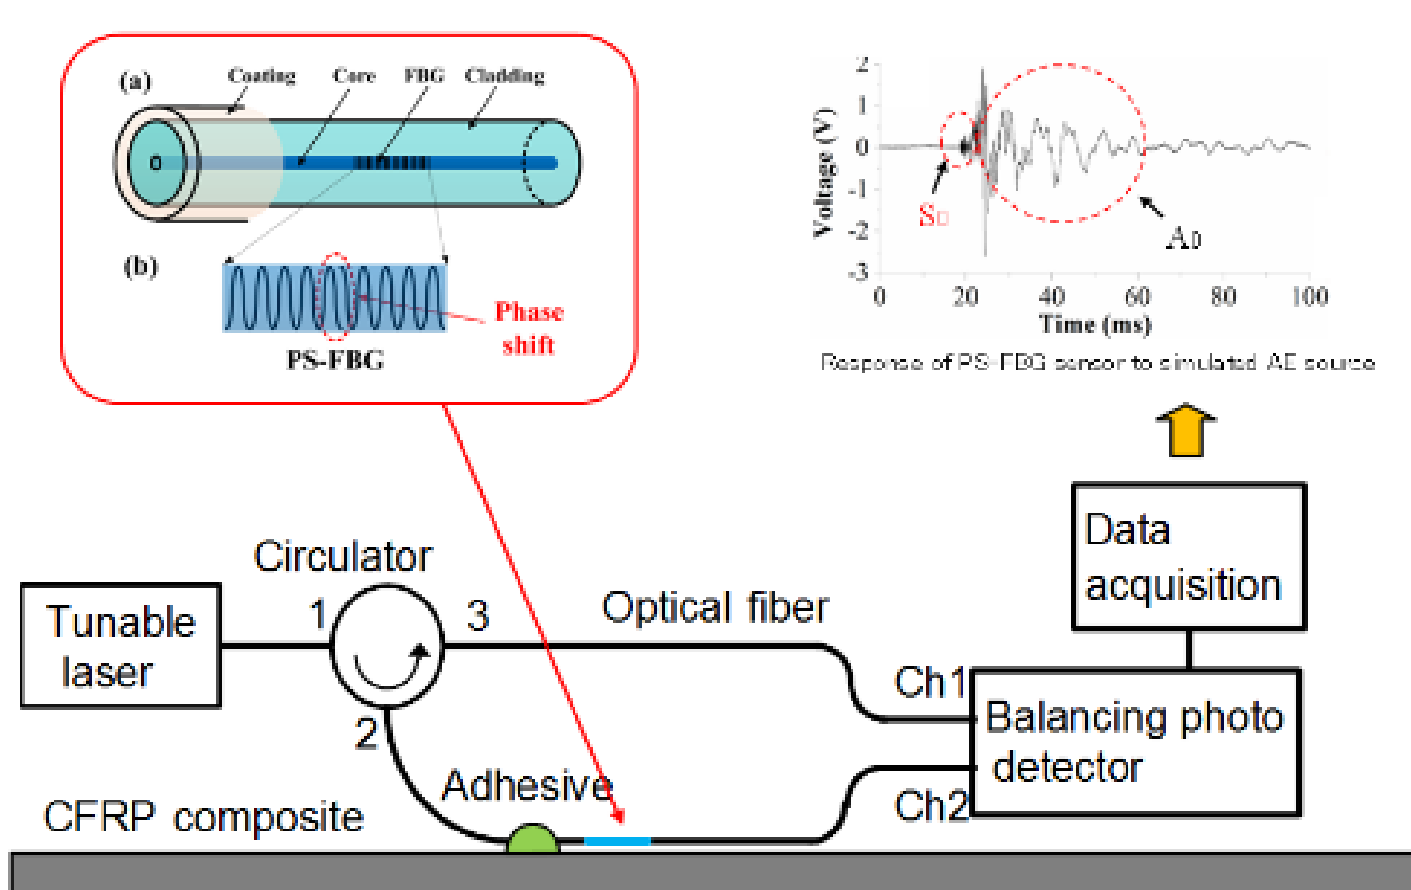 (a)
Coating Core FBG Cladding
(b)
Phase
shift
PS-FBG
2
1
0
-1
-2
-3
Voltage (V)
S
A0
0 20 40 60 80 100
Time (ms)
Response of PS-FBG sensor to simulated AE source
Data
acquisition
Circulator
Tunable
laser
1
3
2
Optical fiber
Ch1
Balancing photo
detector
Ch2
Adhesive
CFRP composite